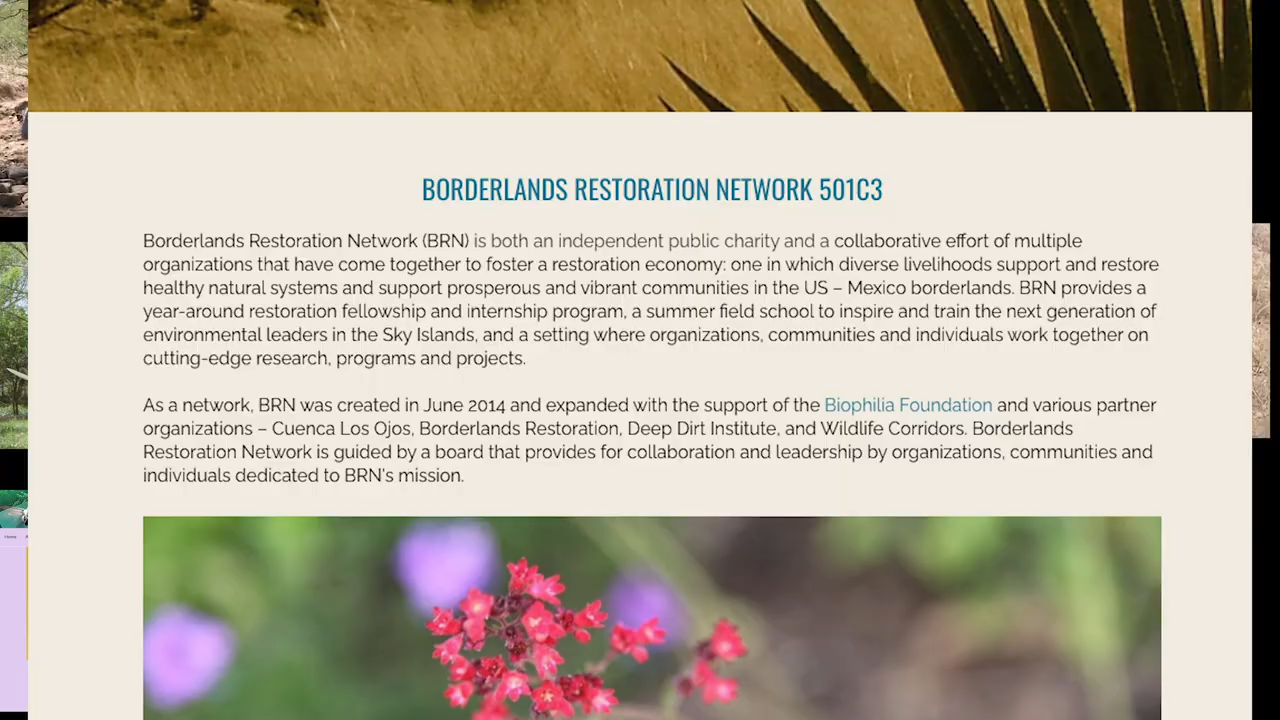 BORDERLANDS RESTORATION NETWORK 501C3
Borderlands Restoration Network (BRN) is both an independent public charity and a collaborative effort of multiple
organizations that have come together to foster a restoration economy: one in which diverse livelihoods support and restore
healthy natural systems and support prosperous and vibrant communities in the US – Mexico borderlands. BRN provides a
year-around restoration fellowship and internship program, a summer field school to inspire and train the next generation of
environmental leaders in the Sky Islands, and a setting where organizations, communities and individuals work together on
cutting-edge research, programs and projects.
As a network, BRN was created in June 2014 and expanded with the support of the Biophilia Foundation and various partner
organizations – Cuenca Los Ojos, Borderlands Restoration, Deep Dirt Institute, and Wildlife Corridors. Borderlands
Restoration Network is guided by a board that provides for collaboration and leadership by organizations, communities and
individuals dedicated to BRN's mission.
Home